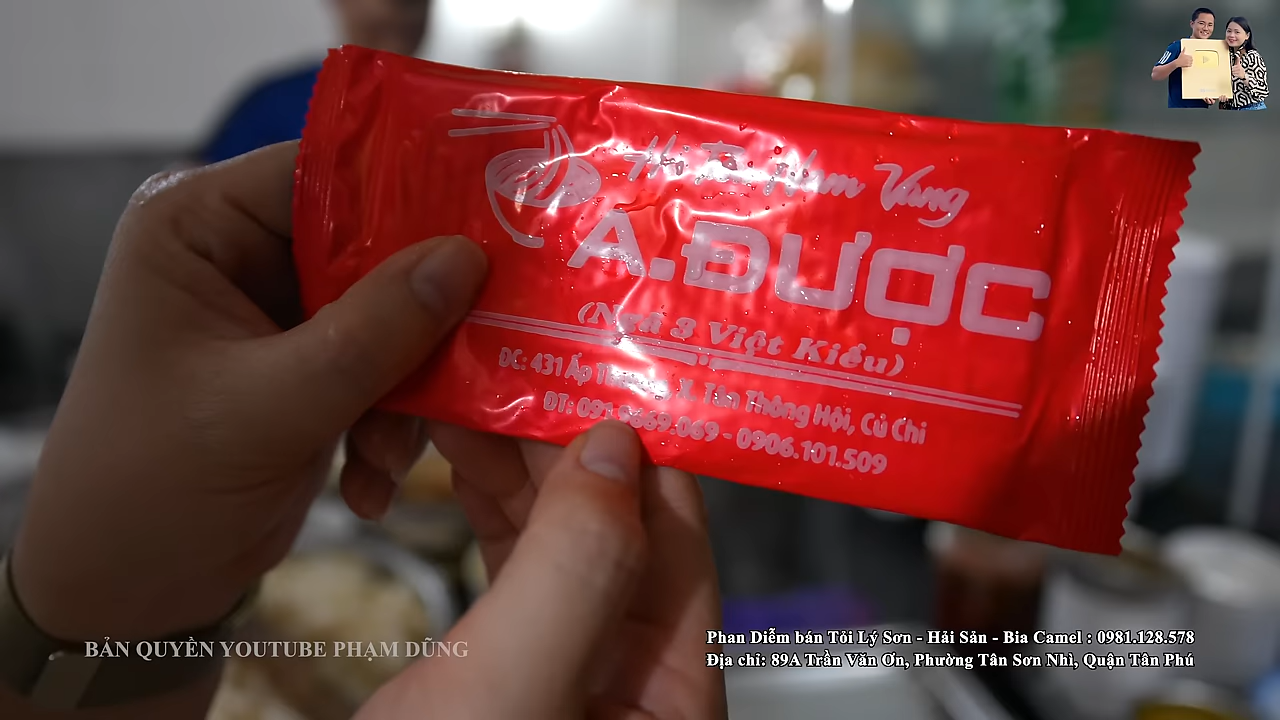 Hủ Tiếu Nam Vang
A.ĐƯỢC
(Ngã 3 Việt Kiều)
ĐC: 431 Ấp X. Tân Thông Hội, Củ Chi
ĐT: 9669.069 - 0906.101.509
BẢN QUYỀN YOUTUBE PHẠM DŨNG
Phan Diễm bán Tỏi Lý Sơn - Hải Sản - Bia Camel : 0981.128.578
Địa chỉ: 89A Trần Văn Ơn, Phường Tân Sơn Nhì, Quận Tân Phú